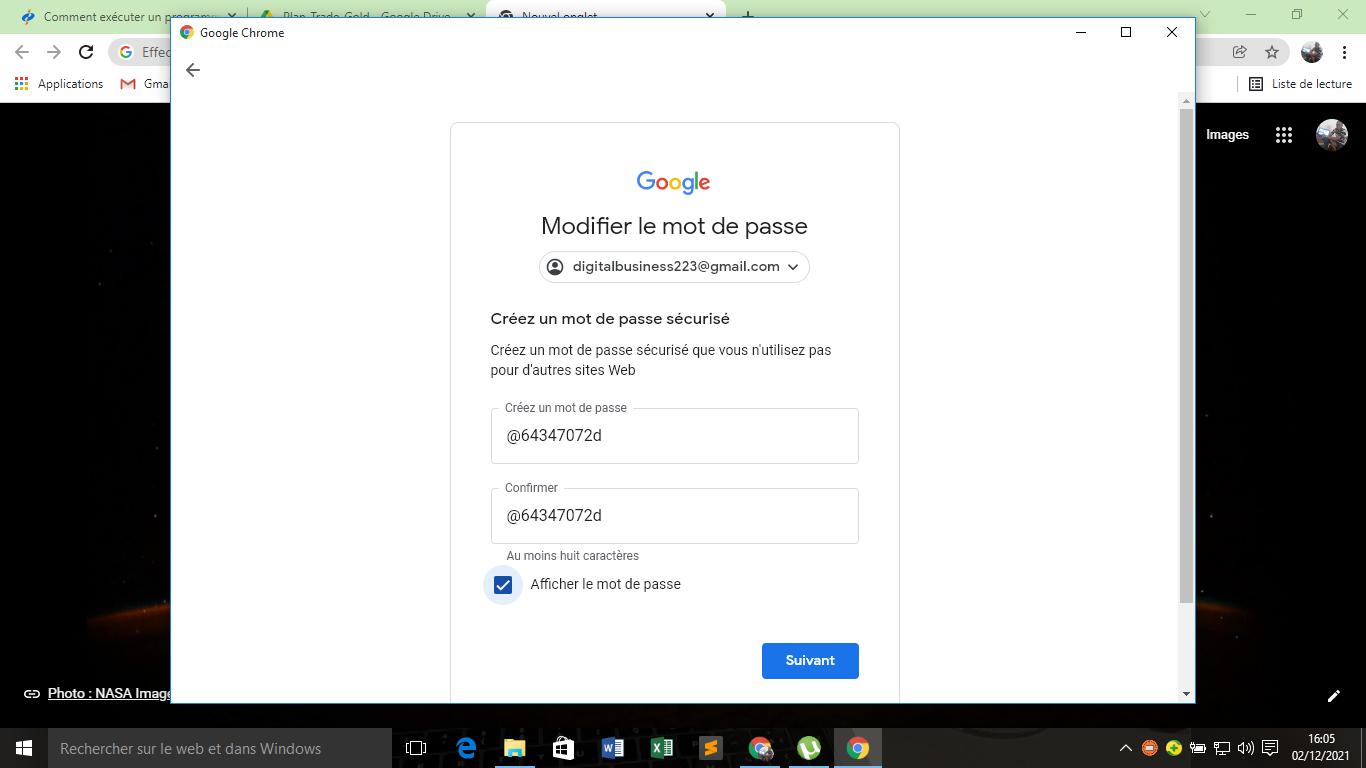 Comment exécuter un program
Plan-Trade-Gold - Google Drive
Nouvel onglet
Google Chrome
Effec
Applications
Gma
Liste de lecture
Images
Google
Modifier le mot de passe
digitalbusiness223@gmail.com
Créez un mot de passe sécurisé
Créez un mot de passe sécurisé que vous n'utilisez pas
pour d'autres sites Web
Créez un mot de passe
@64347072d
Confirmer
@64347072d
Au moins huit caractères
Afficher le mot de passe
Suivant
Photo : NASA Image
Rechercher sur le web et dans Windows
16:05
02/12/2021